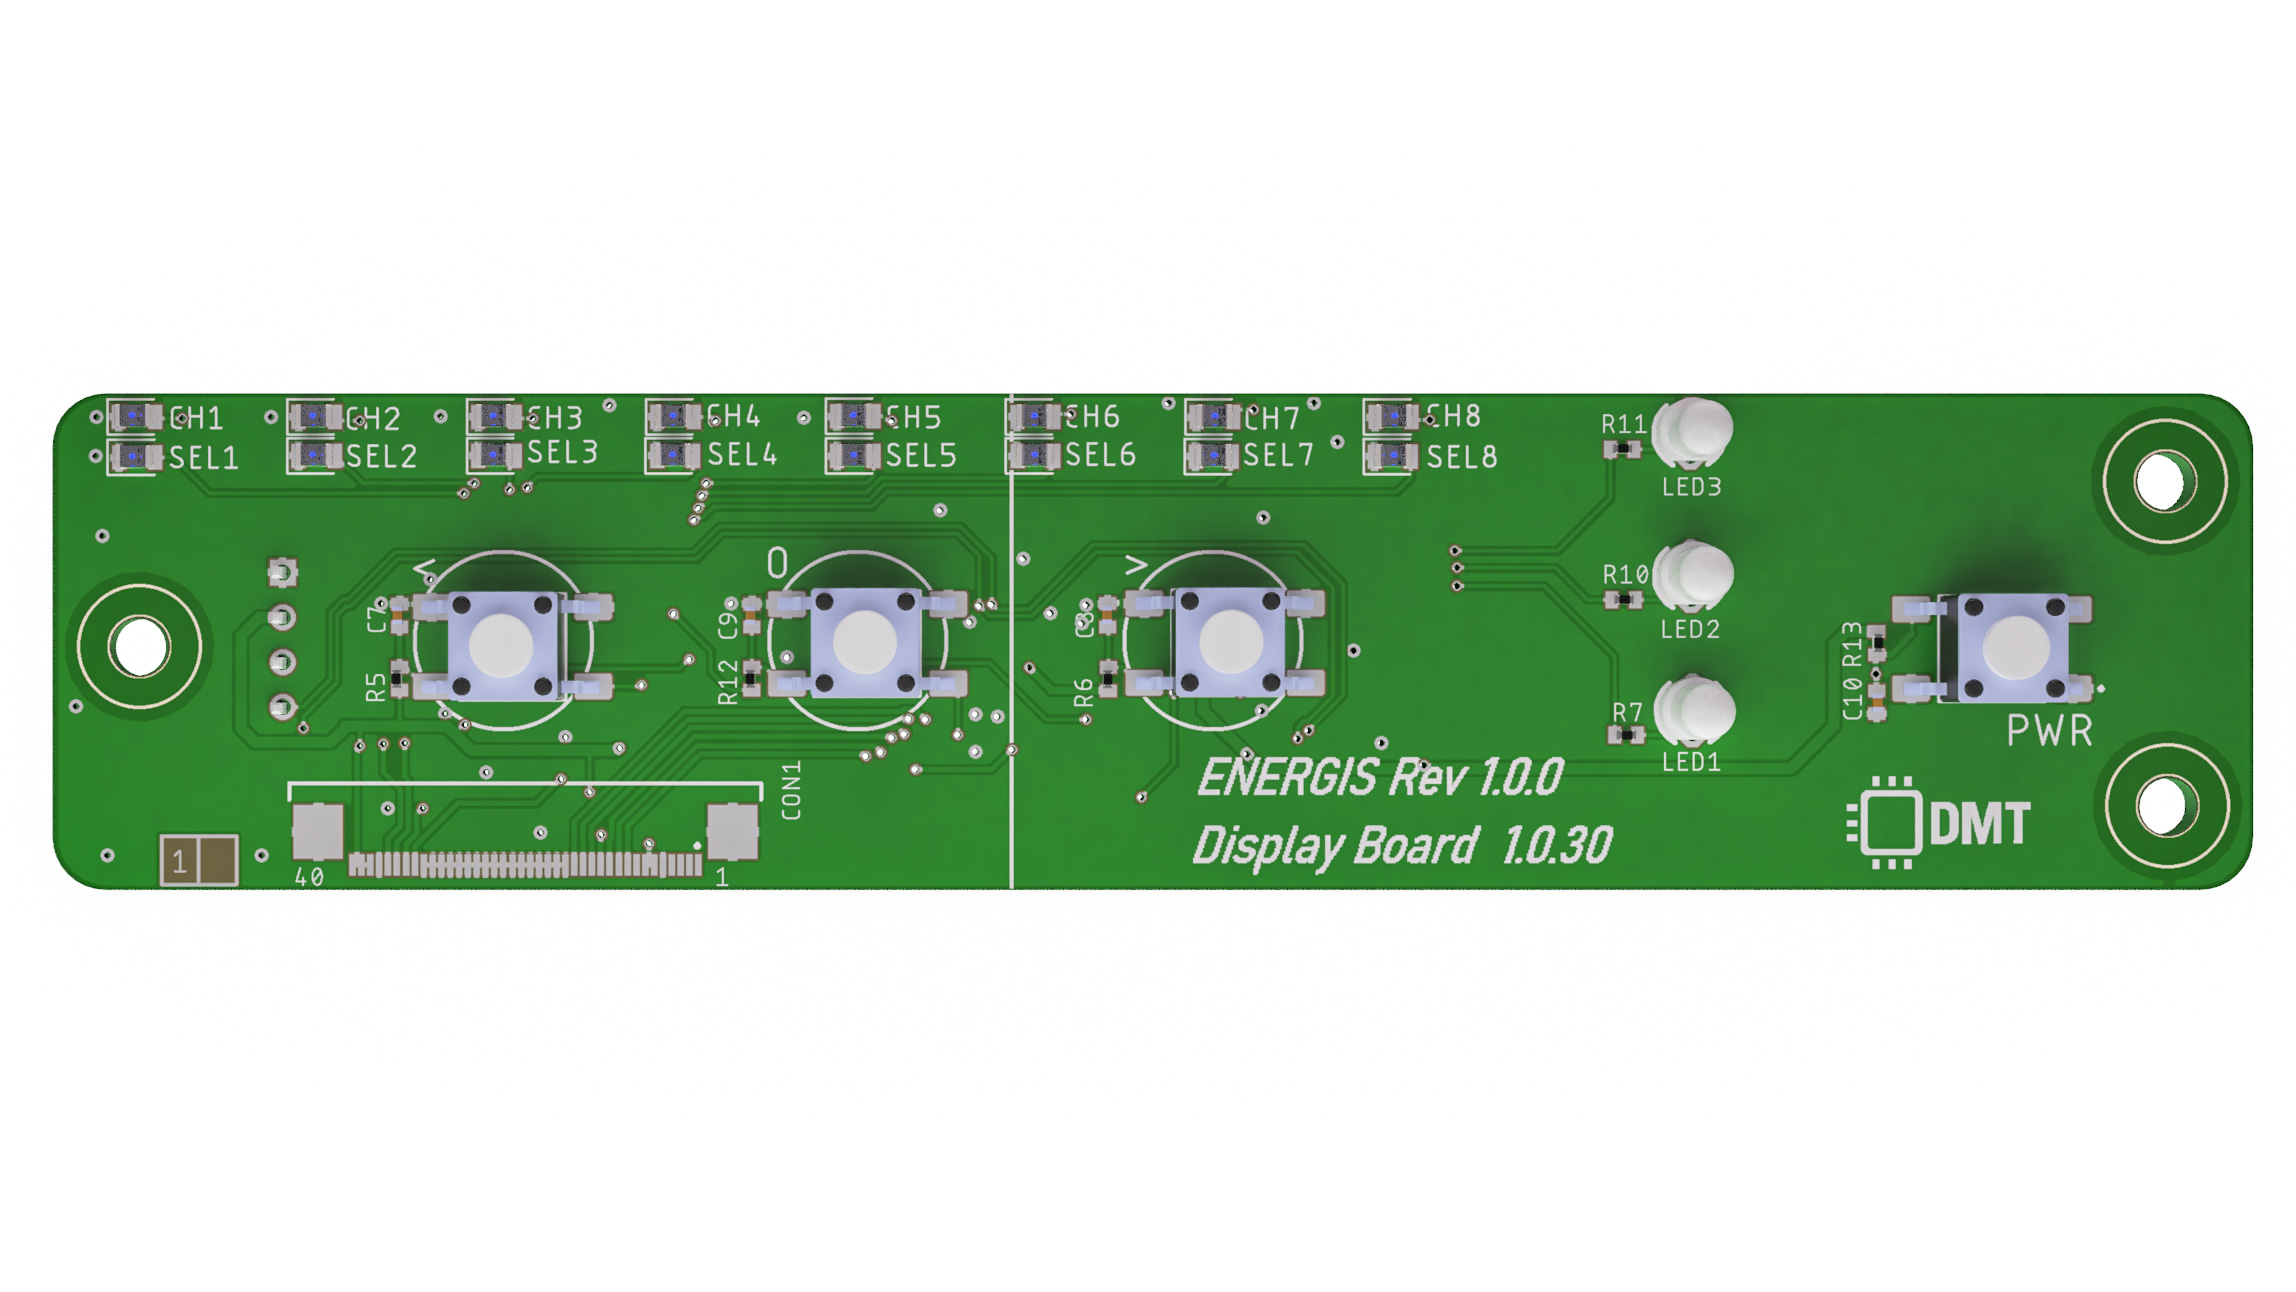 CH1 CH2 CH3 CH4 CH5 CH6 CH7 CH8
SEL1 SEL2 SEL3 SEL4 SEL5 SEL6 SEL7 SEL8
R11
LED3
< O >
R10
LED2
C7 C9 C8
R5 R12 R6
R13
C10
R7
LED1
PWR
CON1
ENERGIS Rev 1.0.0
Display Board 1.0.30
DMT
1
40 1